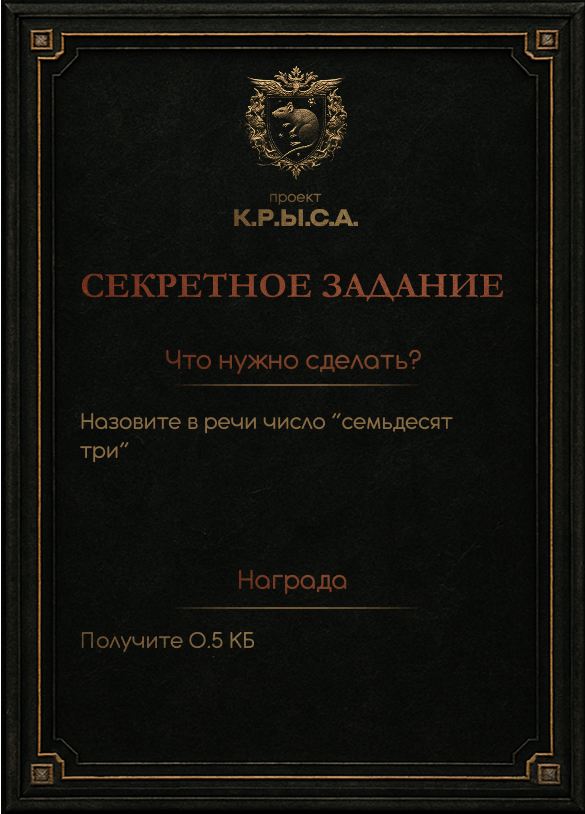 проект
К.Р.Ы.С.А.
СЕКРЕТНОЕ ЗАДАНИЕ
Что нужно сделать?
Назовите в речи число "семьдесят
три"
Награда
Получите 0.5 КБ